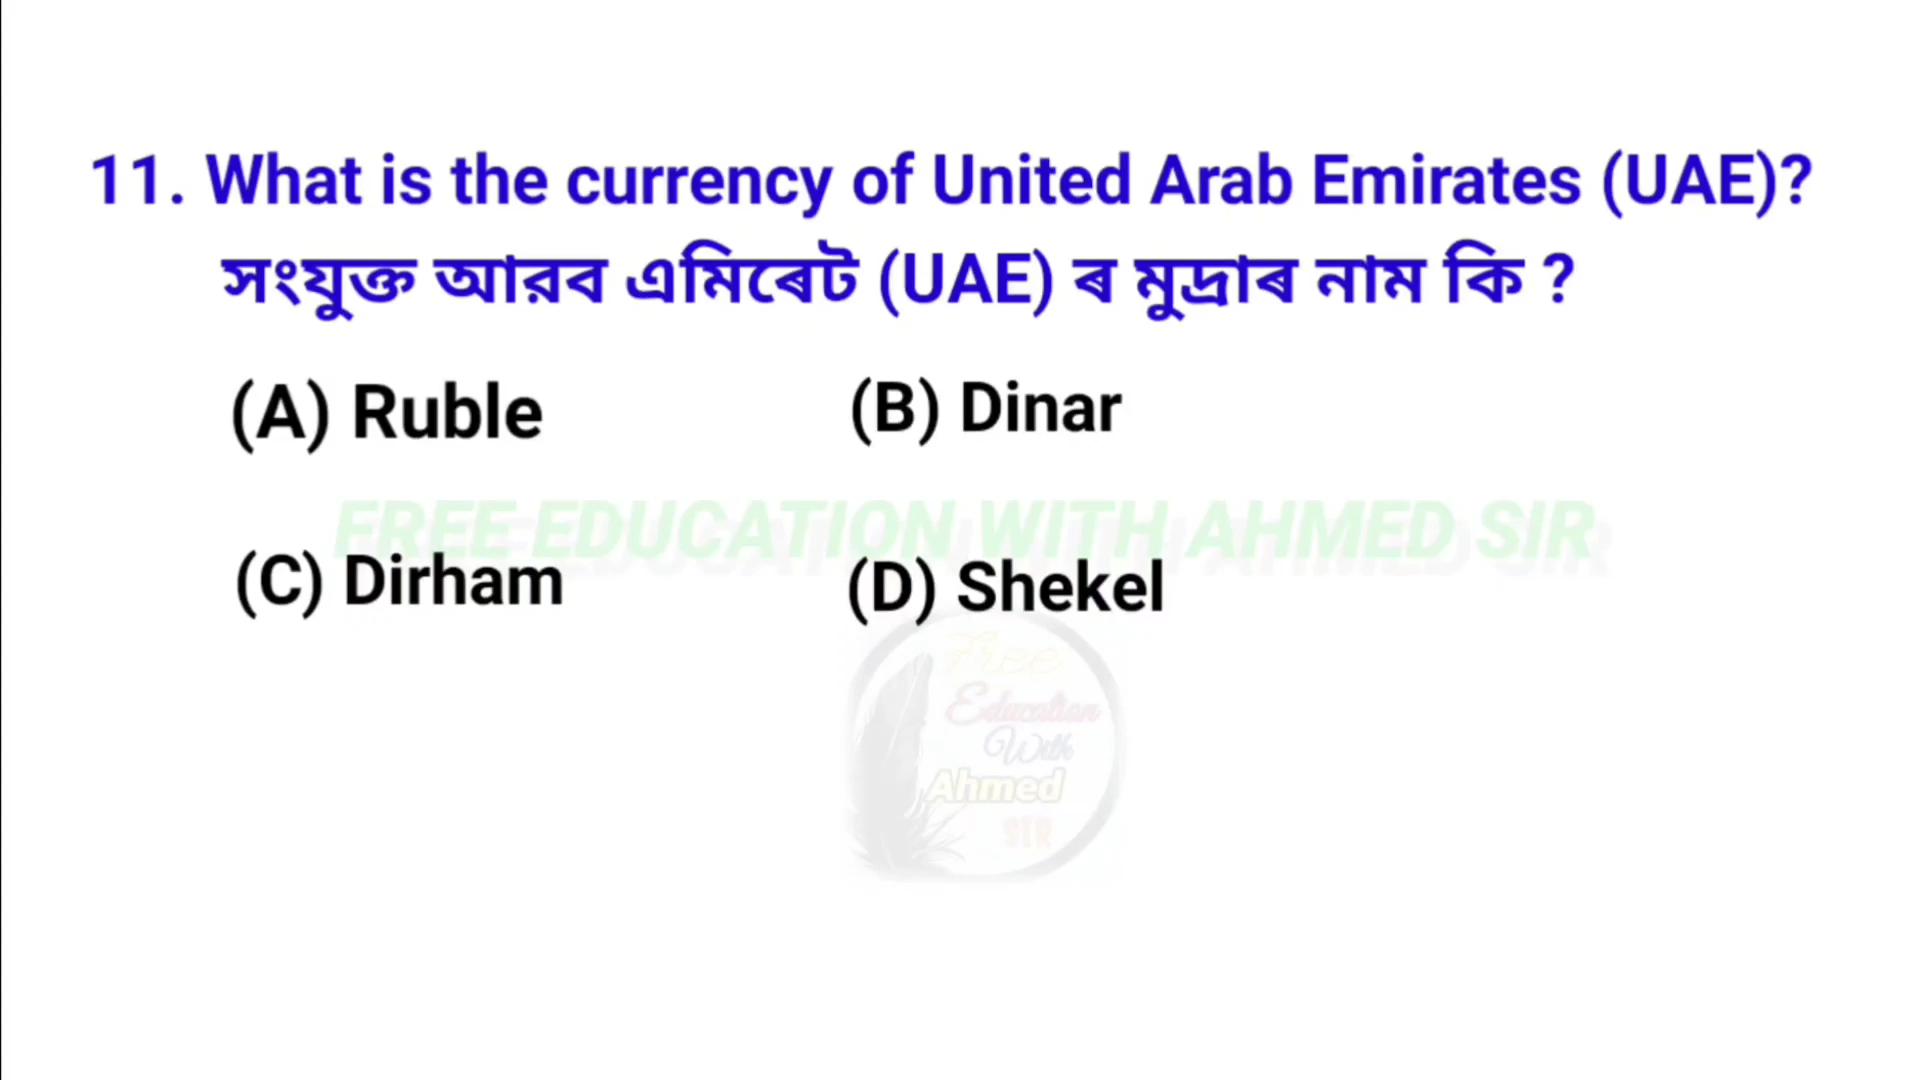 11. What is the currency of United Arab Emirates (UAE)?
সংযুক্ত আরব এমিৰেট (UAE) ৰ মুদ্ৰাৰ নাম কি ?
(A) Ruble
(B) Dinar
FREE EDUCATION WITH AHMED SIR
(C) Dirham
(D) Shekel
Free
Education
With
Ahmed
SIR